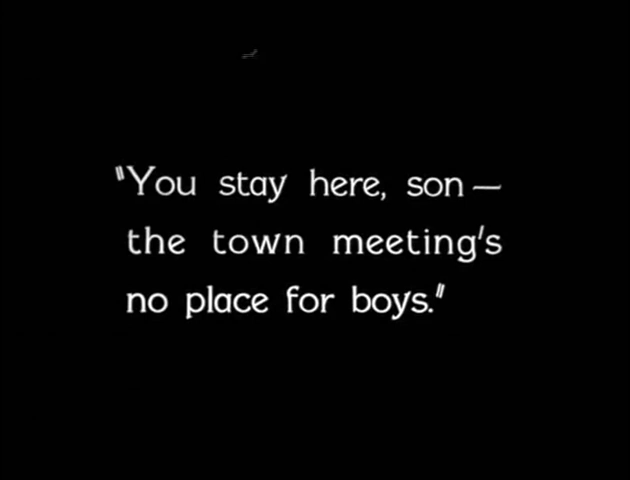 "You stay here, son—
the town meeting's
no place for boys."